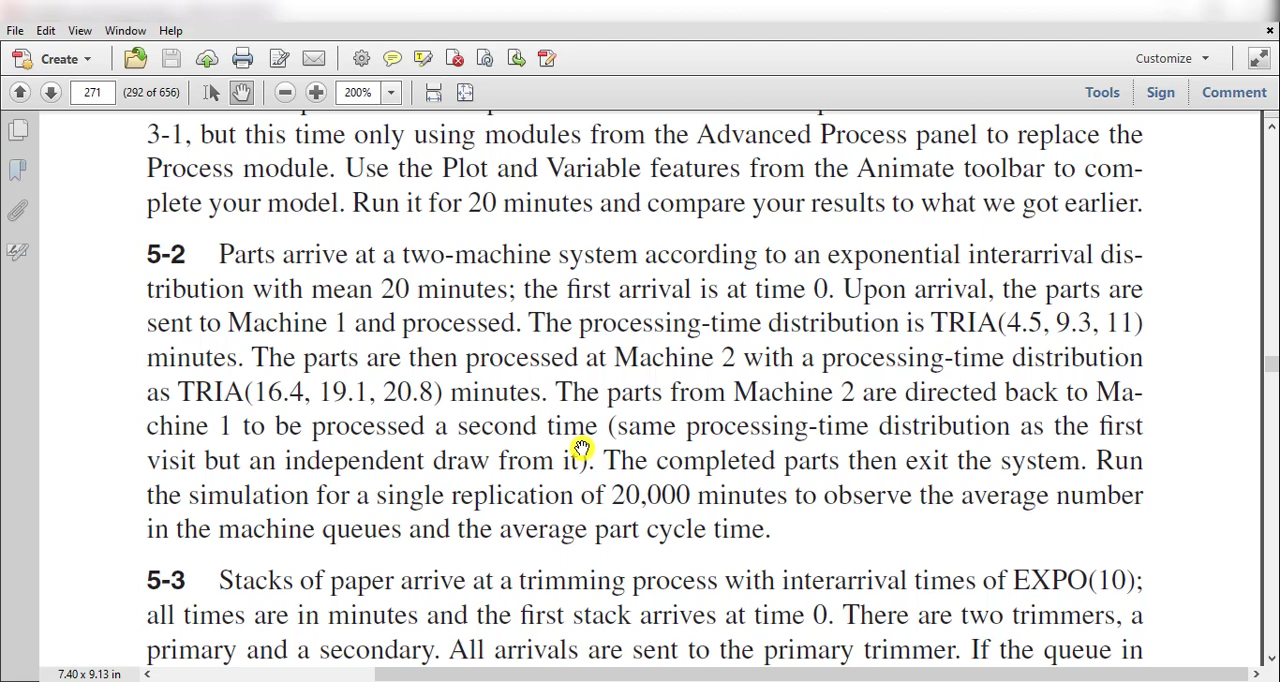 File Edit View Window Help
Create Customize
271 (292 of 656) 200% Tools Sign Comment
3-1, but this time only using modules from the Advanced Process panel to replace the
Process module. Use the Plot and Variable features from the Animate toolbar to com-
plete your model. Run it for 20 minutes and compare your results to what we got earlier.
5-2 Parts arrive at a two-machine system according to an exponential interarrival dis-
tribution with mean 20 minutes; the first arrival is at time 0. Upon arrival, the parts are
sent to Machine 1 and processed. The processing-time distribution is TRIA(4.5, 9.3, 11)
minutes. The parts are then processed at Machine 2 with a processing-time distribution
as TRIA(16.4, 19.1, 20.8) minutes. The parts from Machine 2 are directed back to Ma-
chine 1 to be processed a second time (same processing-time distribution as the first
visit but an independent draw from it). The completed parts then exit the system. Run
the simulation for a single replication of 20,000 minutes to observe the average number
in the machine queues and the average part cycle time.
5-3 Stacks of paper arrive at a trimming process with interarrival times of EXPO(10);
all times are in minutes and the first stack arrives at time 0. There are two trimmers, a
primary and a secondary. All arrivals are sent to the primary trimmer. If the queue in
7.40 x 9.13 in